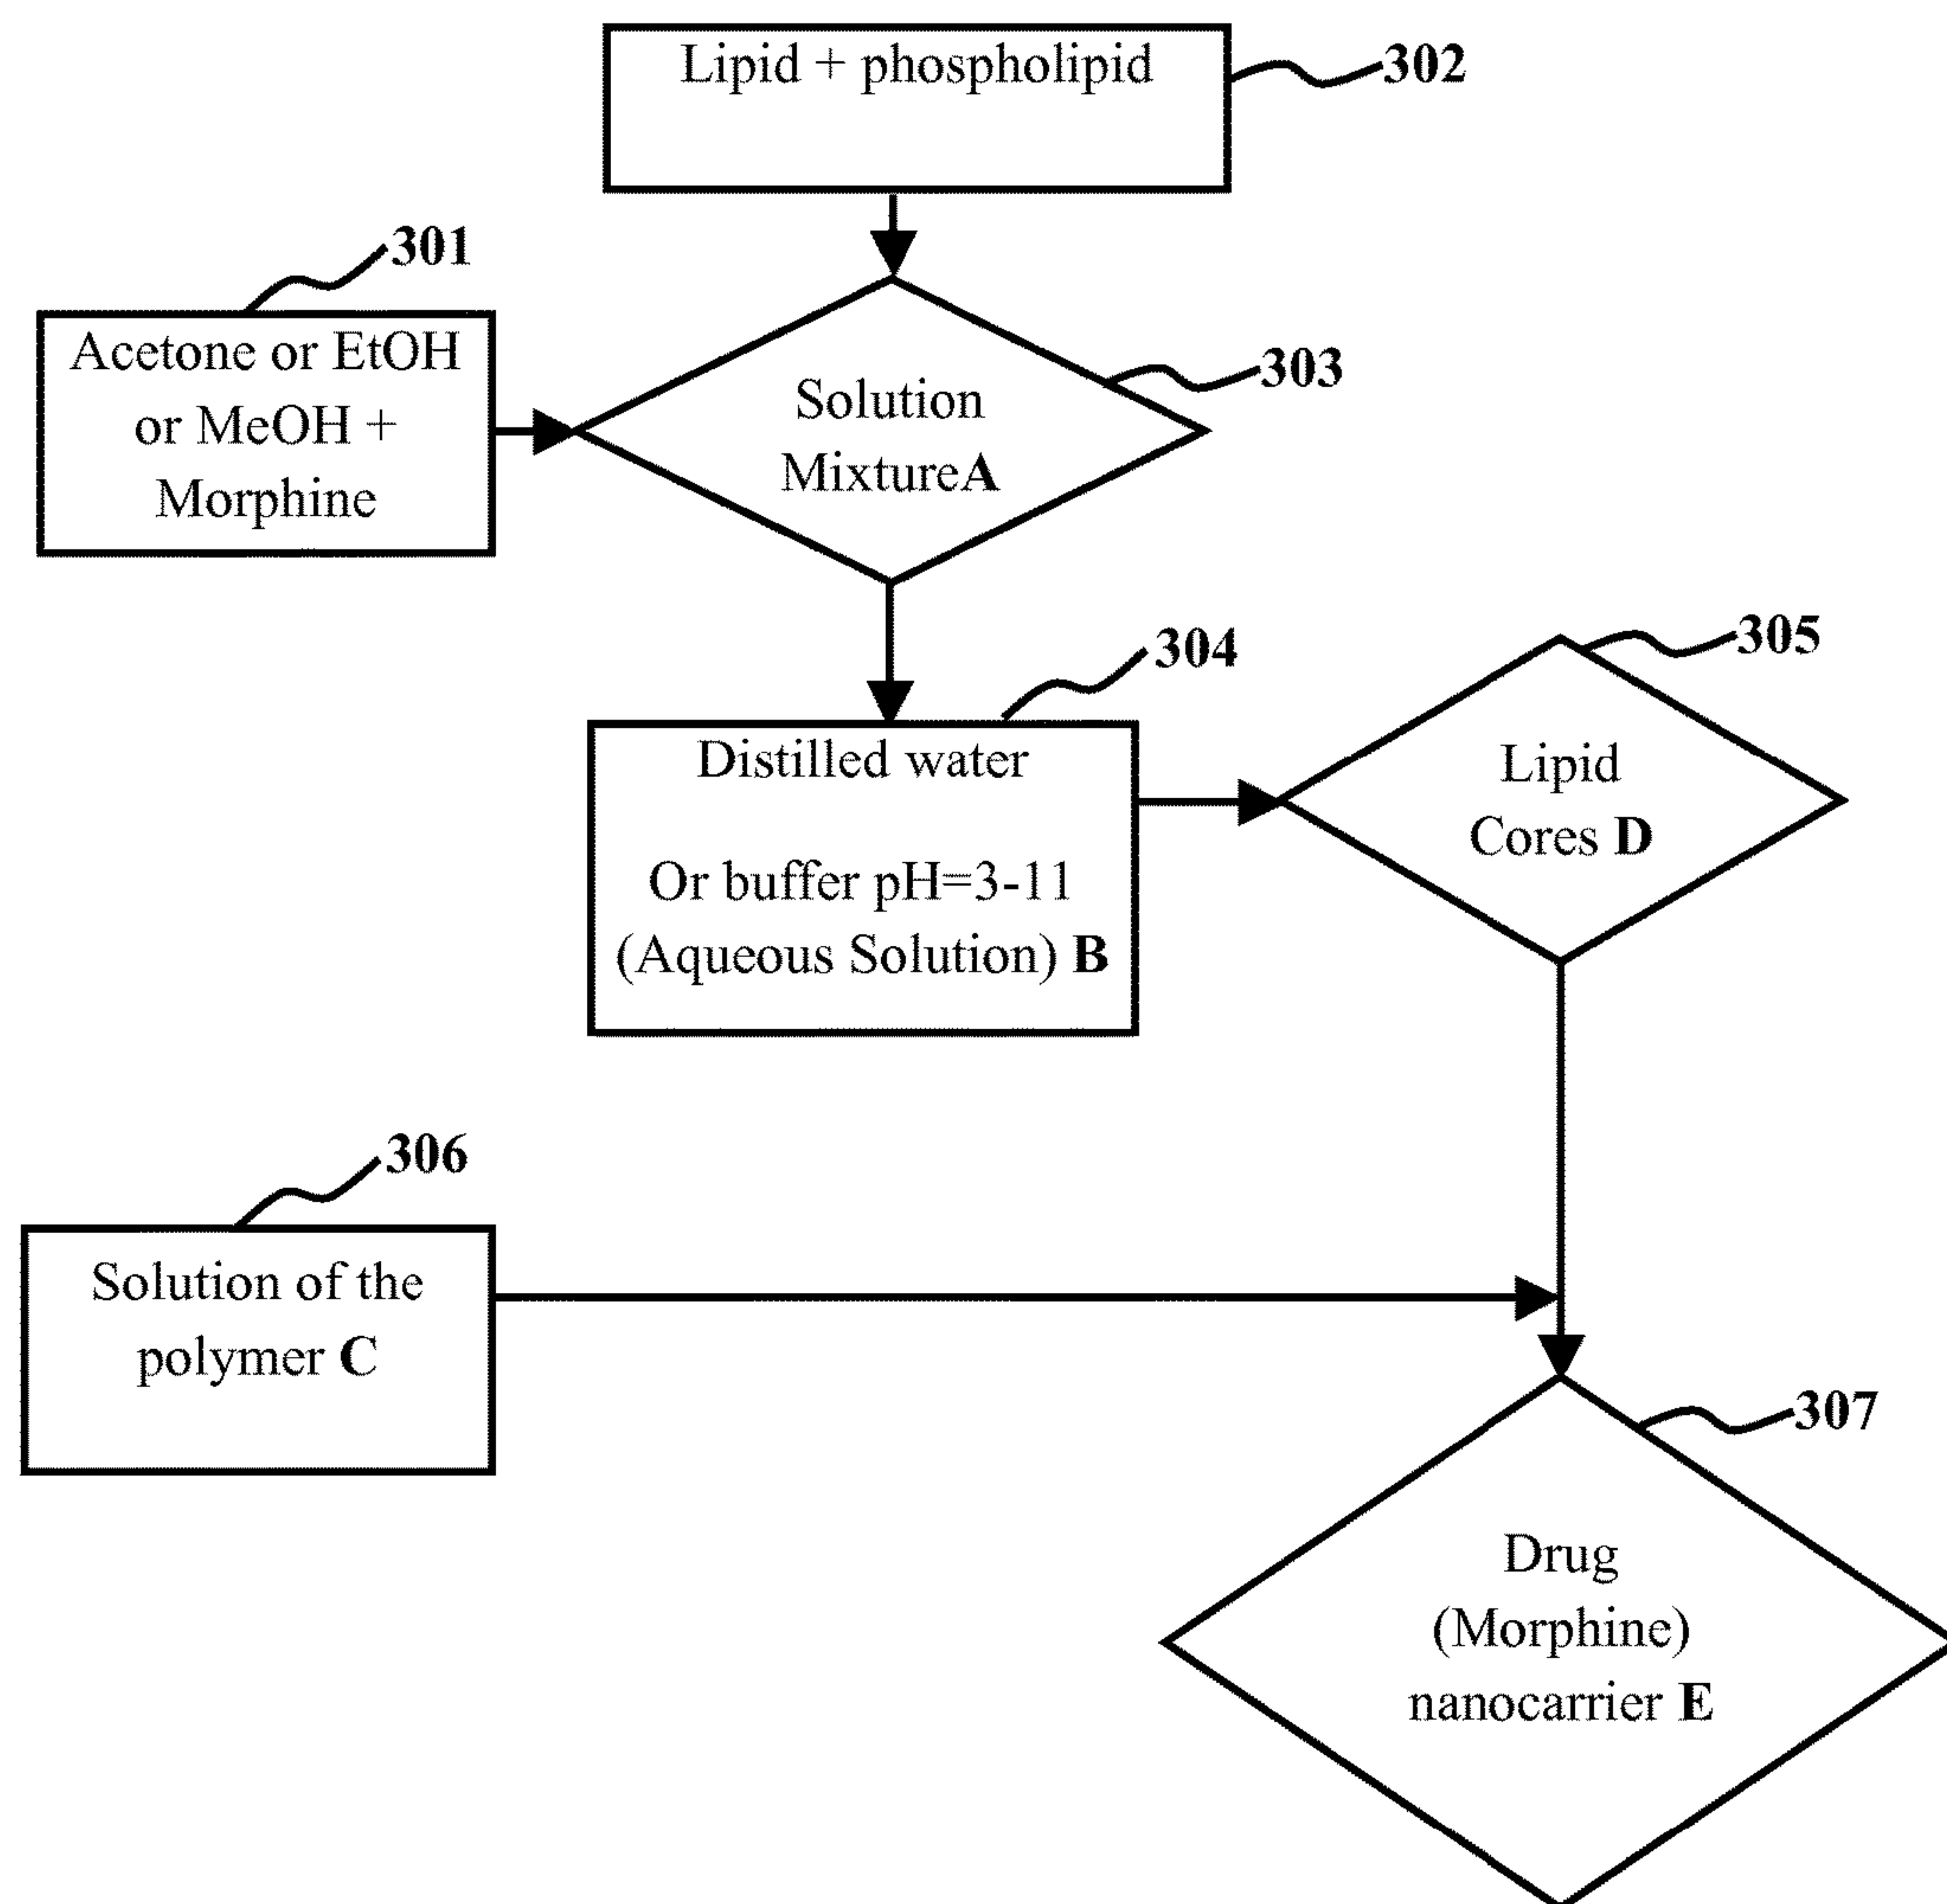 Lipid + phospholipid
302
301
Acetone or EtOH
or MeOH +
Morphine
303
Solution
MixtureA
304
Distilled water
Or buffer pH=3-11
(Aqueous Solution) B
305
Lipid
Cores D
306
Solution of the
polymer C
307
Drug
(Morphine)
nanocarrier E